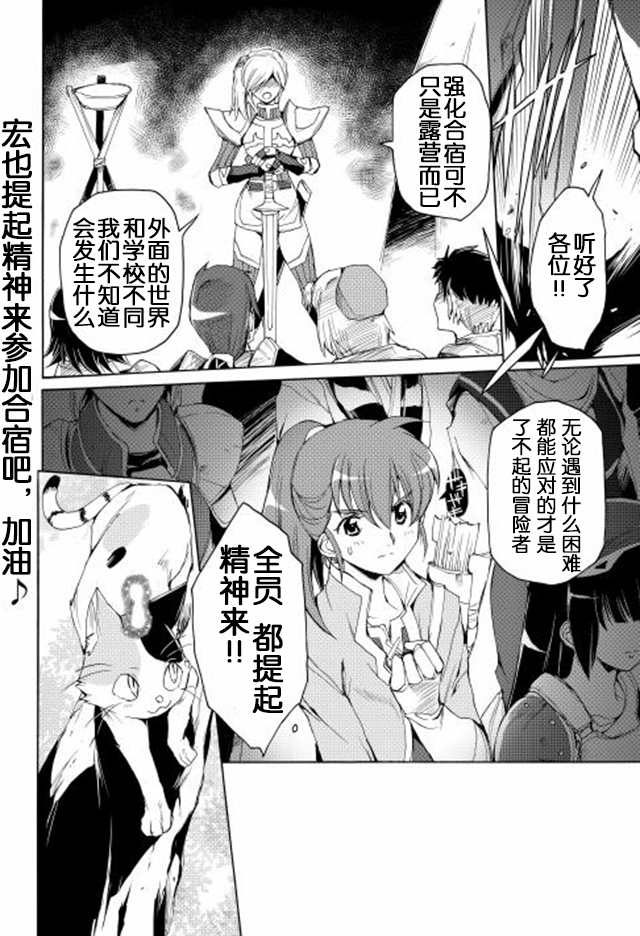 听好了
各位!!
强化合宿可不
只是露营而已
外面的世界
和学校不同
我们不知道
会发生什么
无论遇到什么困难
都能应对的才是
了不起的冒险者
全员 都提起
精神来!!
宏也提起精神来参加合宿吧，加油♪